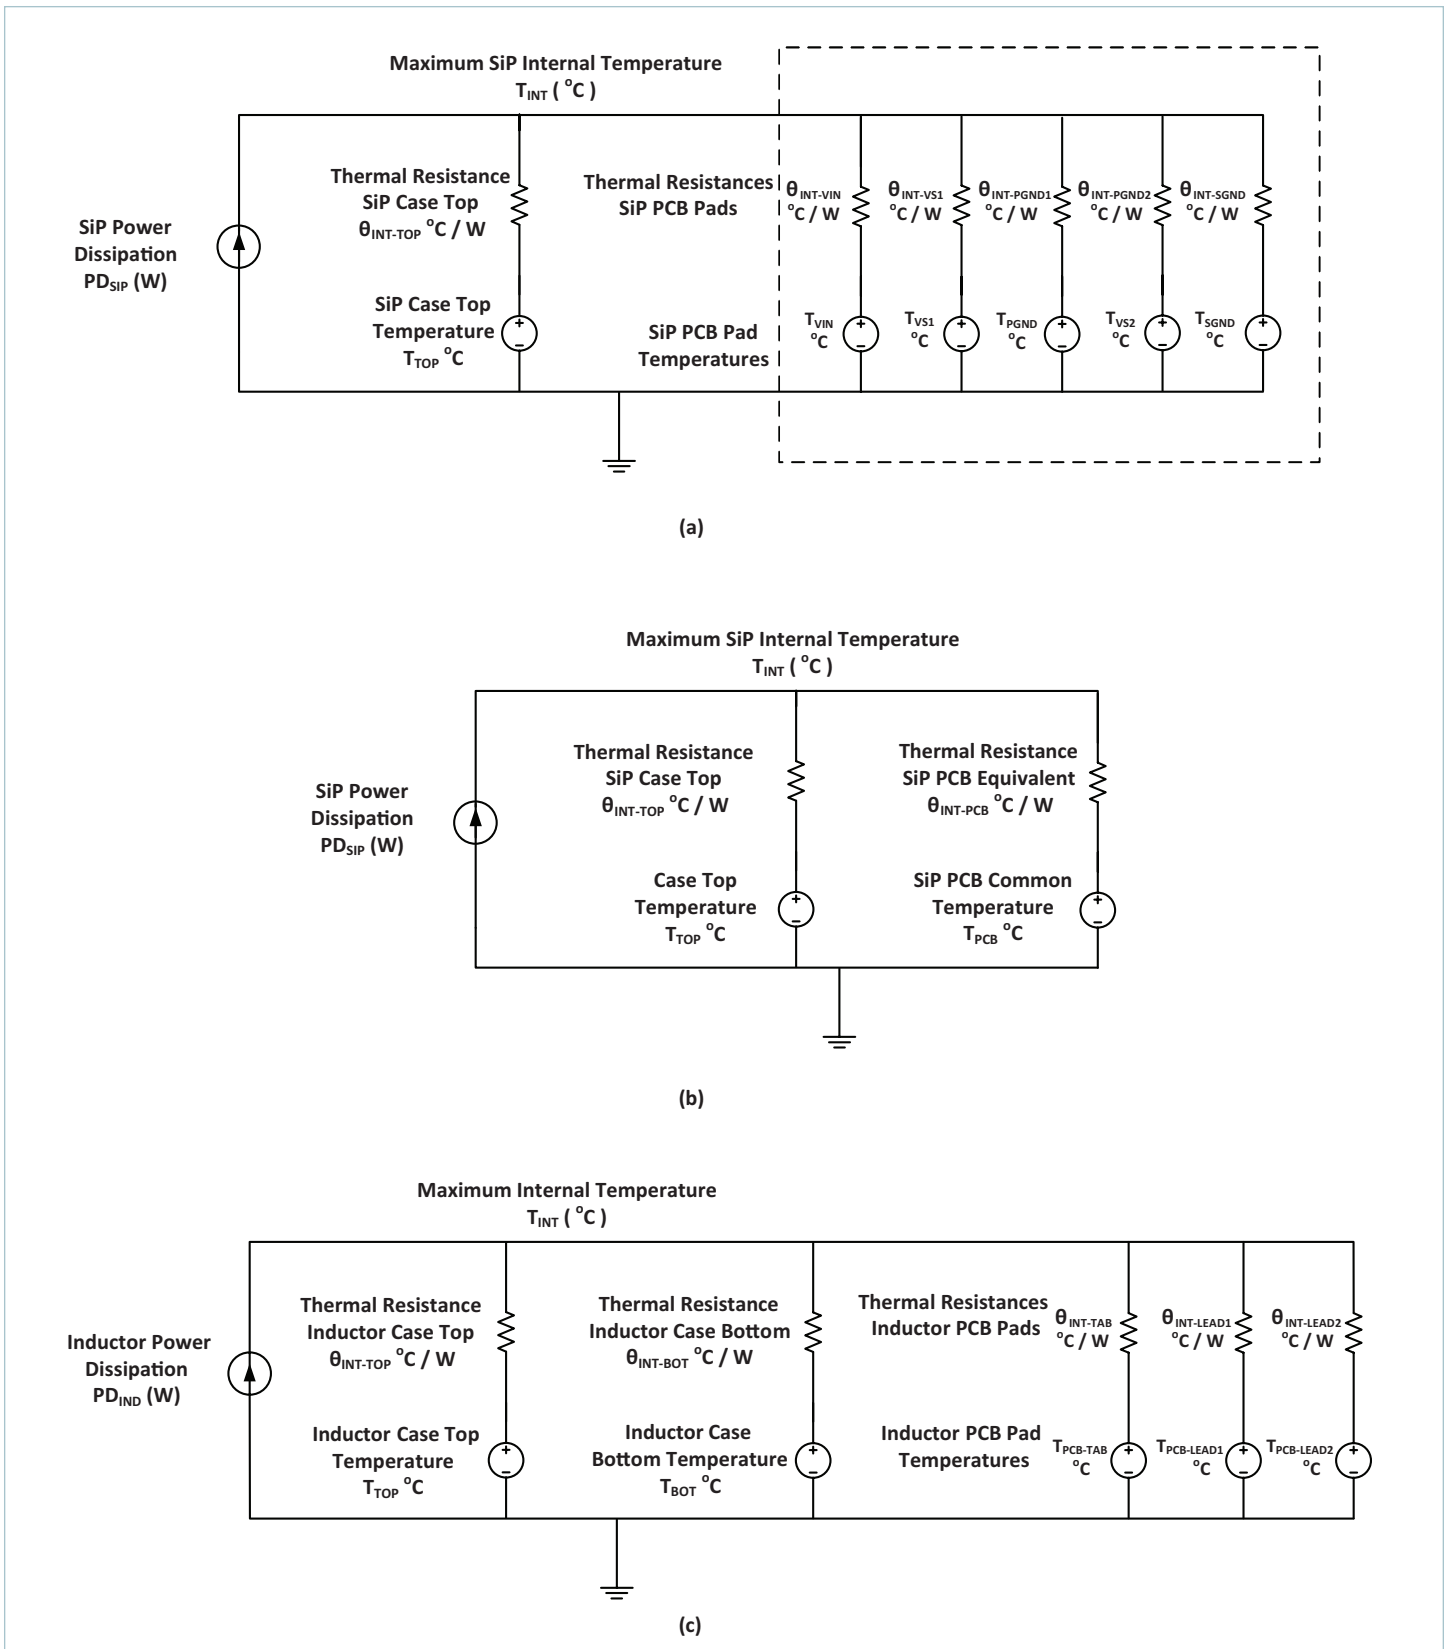 Maximum SiP Internal Temperature
TINT ( °C )
Thermal Resistance
SiP Case Top
θINT-TOP °C / W
Thermal Resistances
SiP PCB Pads
θINT-VIN
°C / W
θINT-VS1
°C / W
θINT-PGND1
°C / W
θINT-PGND2
°C / W
θINT-SGND
°C / W
SiP Power
Dissipation
PDSIP (W)
SiP Case Top
Temperature
TTOP °C
+
−
SiP PCB Pad
Temperatures
TVIN
°C
+
−
TVS1
°C
+
−
TPGND
°C
+
−
TVS2
°C
+
−
TSGND
°C
+
−
(a)
Maximum SiP Internal Temperature
TINT ( °C )
Thermal Resistance
SiP Case Top
θINT-TOP °C / W
Thermal Resistance
SiP PCB Equivalent
θINT-PCB °C / W
SiP Power
Dissipation
PDSIP (W)
Case Top
Temperature
TTOP °C
+
−
SiP PCB Common
Temperature
TPCB °C
+
−
(b)
Maximum Internal Temperature
TINT ( °C )
Thermal Resistance
Inductor Case Top
θINT-TOP °C / W
Thermal Resistance
Inductor Case Bottom
θINT-BOT °C / W
Thermal Resistances
Inductor PCB Pads
θINT-TAB
°C / W
θINT-LEAD1
°C / W
θINT-LEAD2
°C / W
Inductor Power
Dissipation
PDIND (W)
Inductor Case Top
Temperature
TTOP °C
+
−
Inductor Case
Bottom Temperature
TBOT °C
+
−
Inductor PCB Pad
Temperatures
TPCB-TAB
°C
+
−
TPCB-LEAD1
°C
+
−
TPCB-LEAD2
°C
+
−
(c)